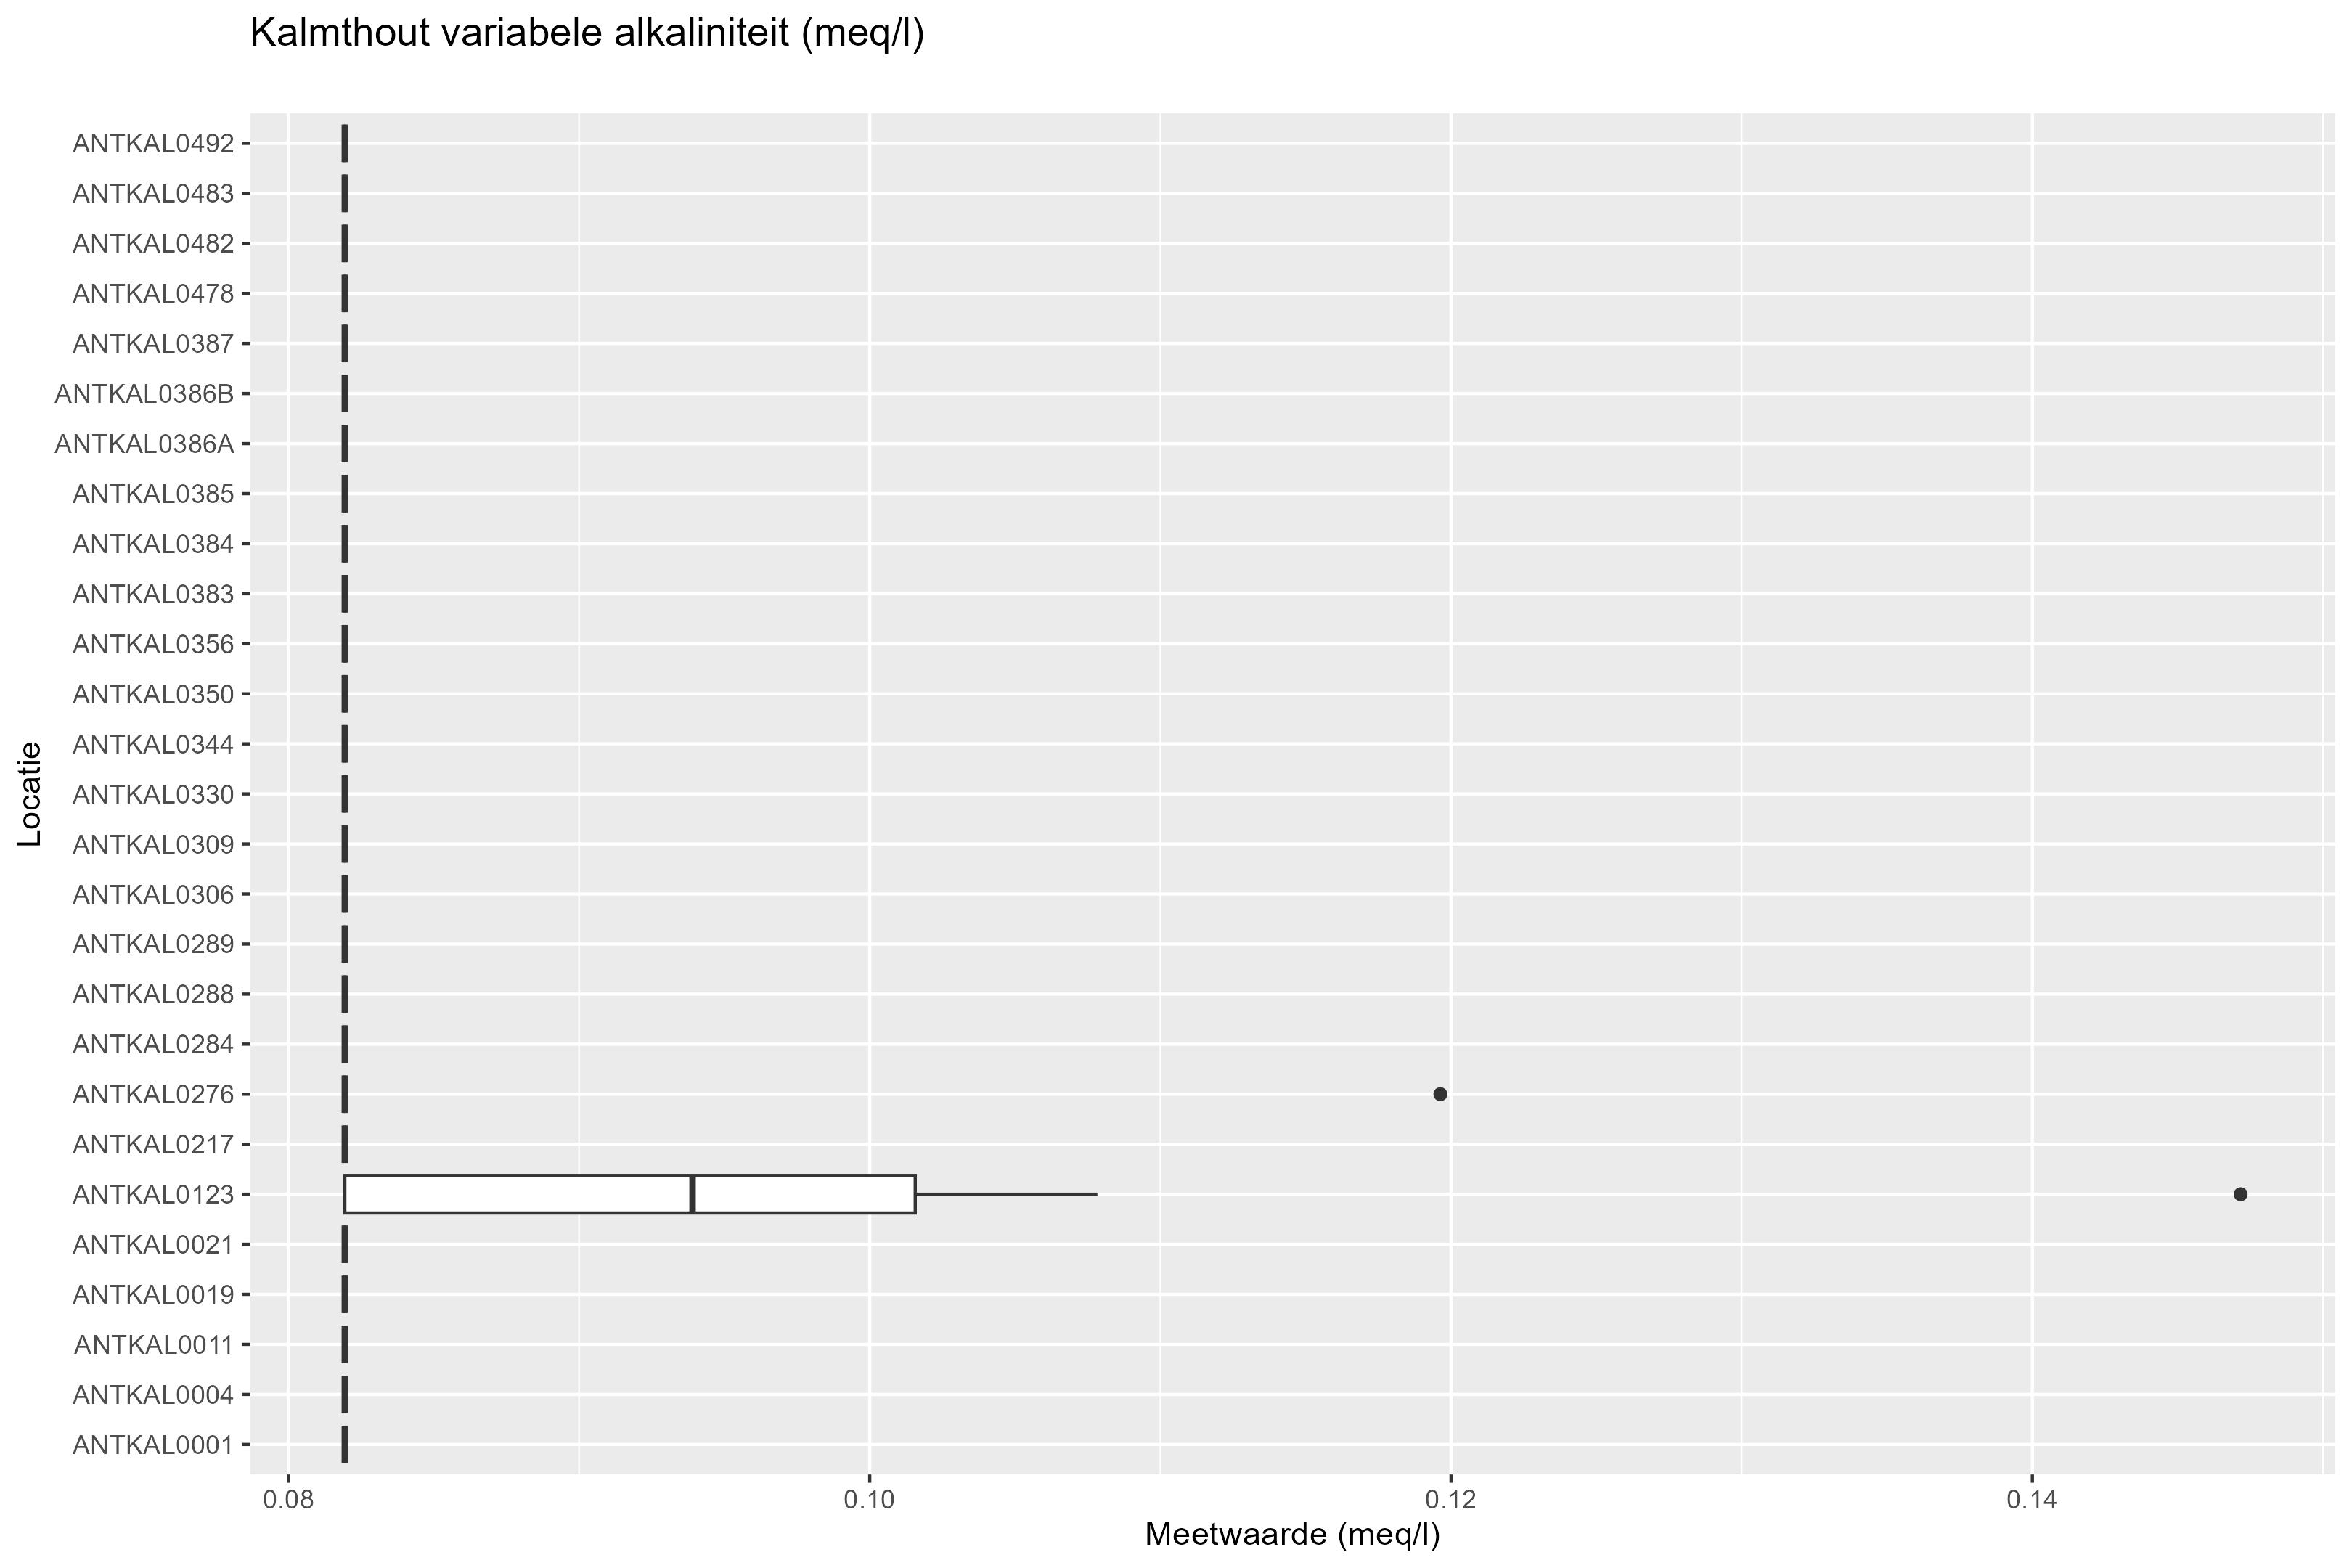 Kalmthout variabele alkaliniteit (meq/l)
Locatie
ANTKAL0492
ANTKAL0483
ANTKAL0482
ANTKAL0478
ANTKAL0387
ANTKAL0386B
ANTKAL0386A
ANTKAL0385
ANTKAL0384
ANTKAL0383
ANTKAL0356
ANTKAL0350
ANTKAL0344
ANTKAL0330
ANTKAL0309
ANTKAL0306
ANTKAL0289
ANTKAL0288
ANTKAL0284
ANTKAL0276
ANTKAL0217
ANTKAL0123
ANTKAL0021
ANTKAL0019
ANTKAL0011
ANTKAL0004
ANTKAL0001
0.08 0.10 0.12 0.14
Meetwaarde (meq/l)